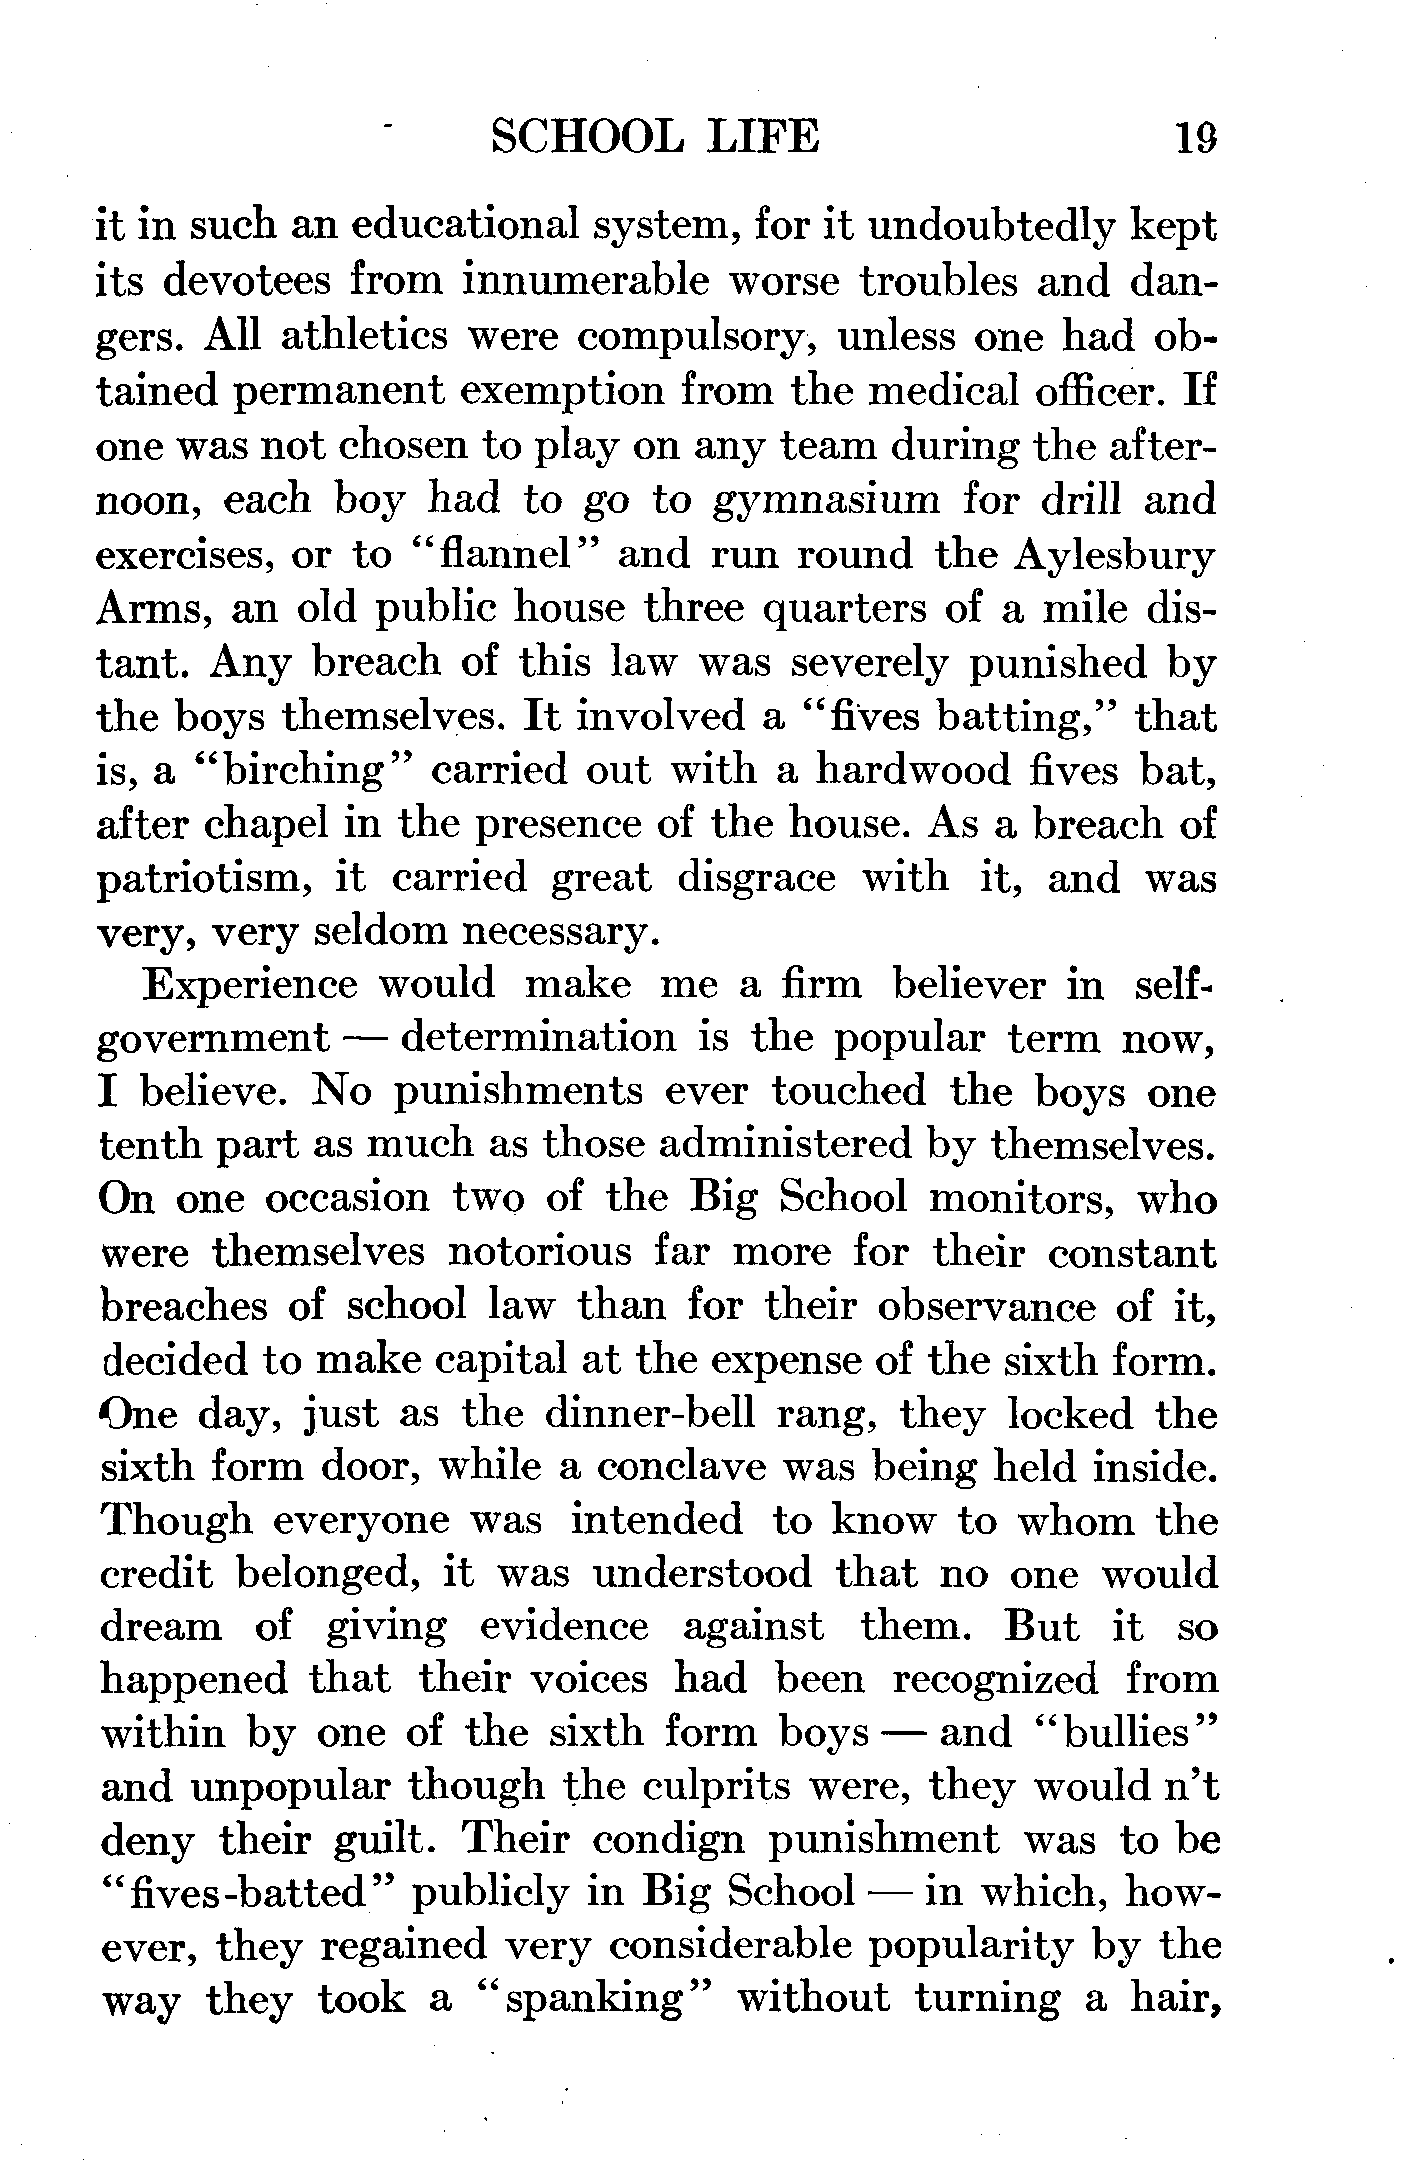 SCHOOL LIFE 19
it in such an educational system, for it undoubtedly kept
its devotees from innumerable worse troubles and dan-
gers. All athletics were compulsory, unless one had ob-
tained permanent exemption from the medical officer. If
one was not chosen to play on any team during the after-
noon, each boy had to go to gymnasium for drill and
exercises, or to “flannel” and run round the Aylesbury
Arms, an old public house three quarters of a mile dis-
tant. Any breach of this law was severely punished by
the boys themselves. It involved a “fives batting,” that
is, a “birching” carried out with a hardwood fives bat,
after chapel in the presence of the house. As a breach of
patriotism, it carried great disgrace with it, and was
very, very seldom necessary.
Experience would make me a firm believer in self-
government — determination is the popular term now,
I believe. No punishments ever touched the boys one
tenth part as much as those administered by themselves.
On one occasion two of the Big School monitors, who
were themselves notorious far more for their constant
breaches of school law than for their observance of it,
decided to make capital at the expense of the sixth form.
One day, just as the dinner-bell rang, they locked the
sixth form door, while a conclave was being held inside.
Though everyone was intended to know to whom the
credit belonged, it was understood that no one would
dream of giving evidence against them. But it so
happened that their voices had been recognized from
within by one of the sixth form boys — and “bullies”
and unpopular though the culprits were, they would n’t
deny their guilt. Their condign punishment was to be
“fives-batted” publicly in Big School — in which, how-
ever, they regained very considerable popularity by the
way they took a “spanking” without turning a hair,